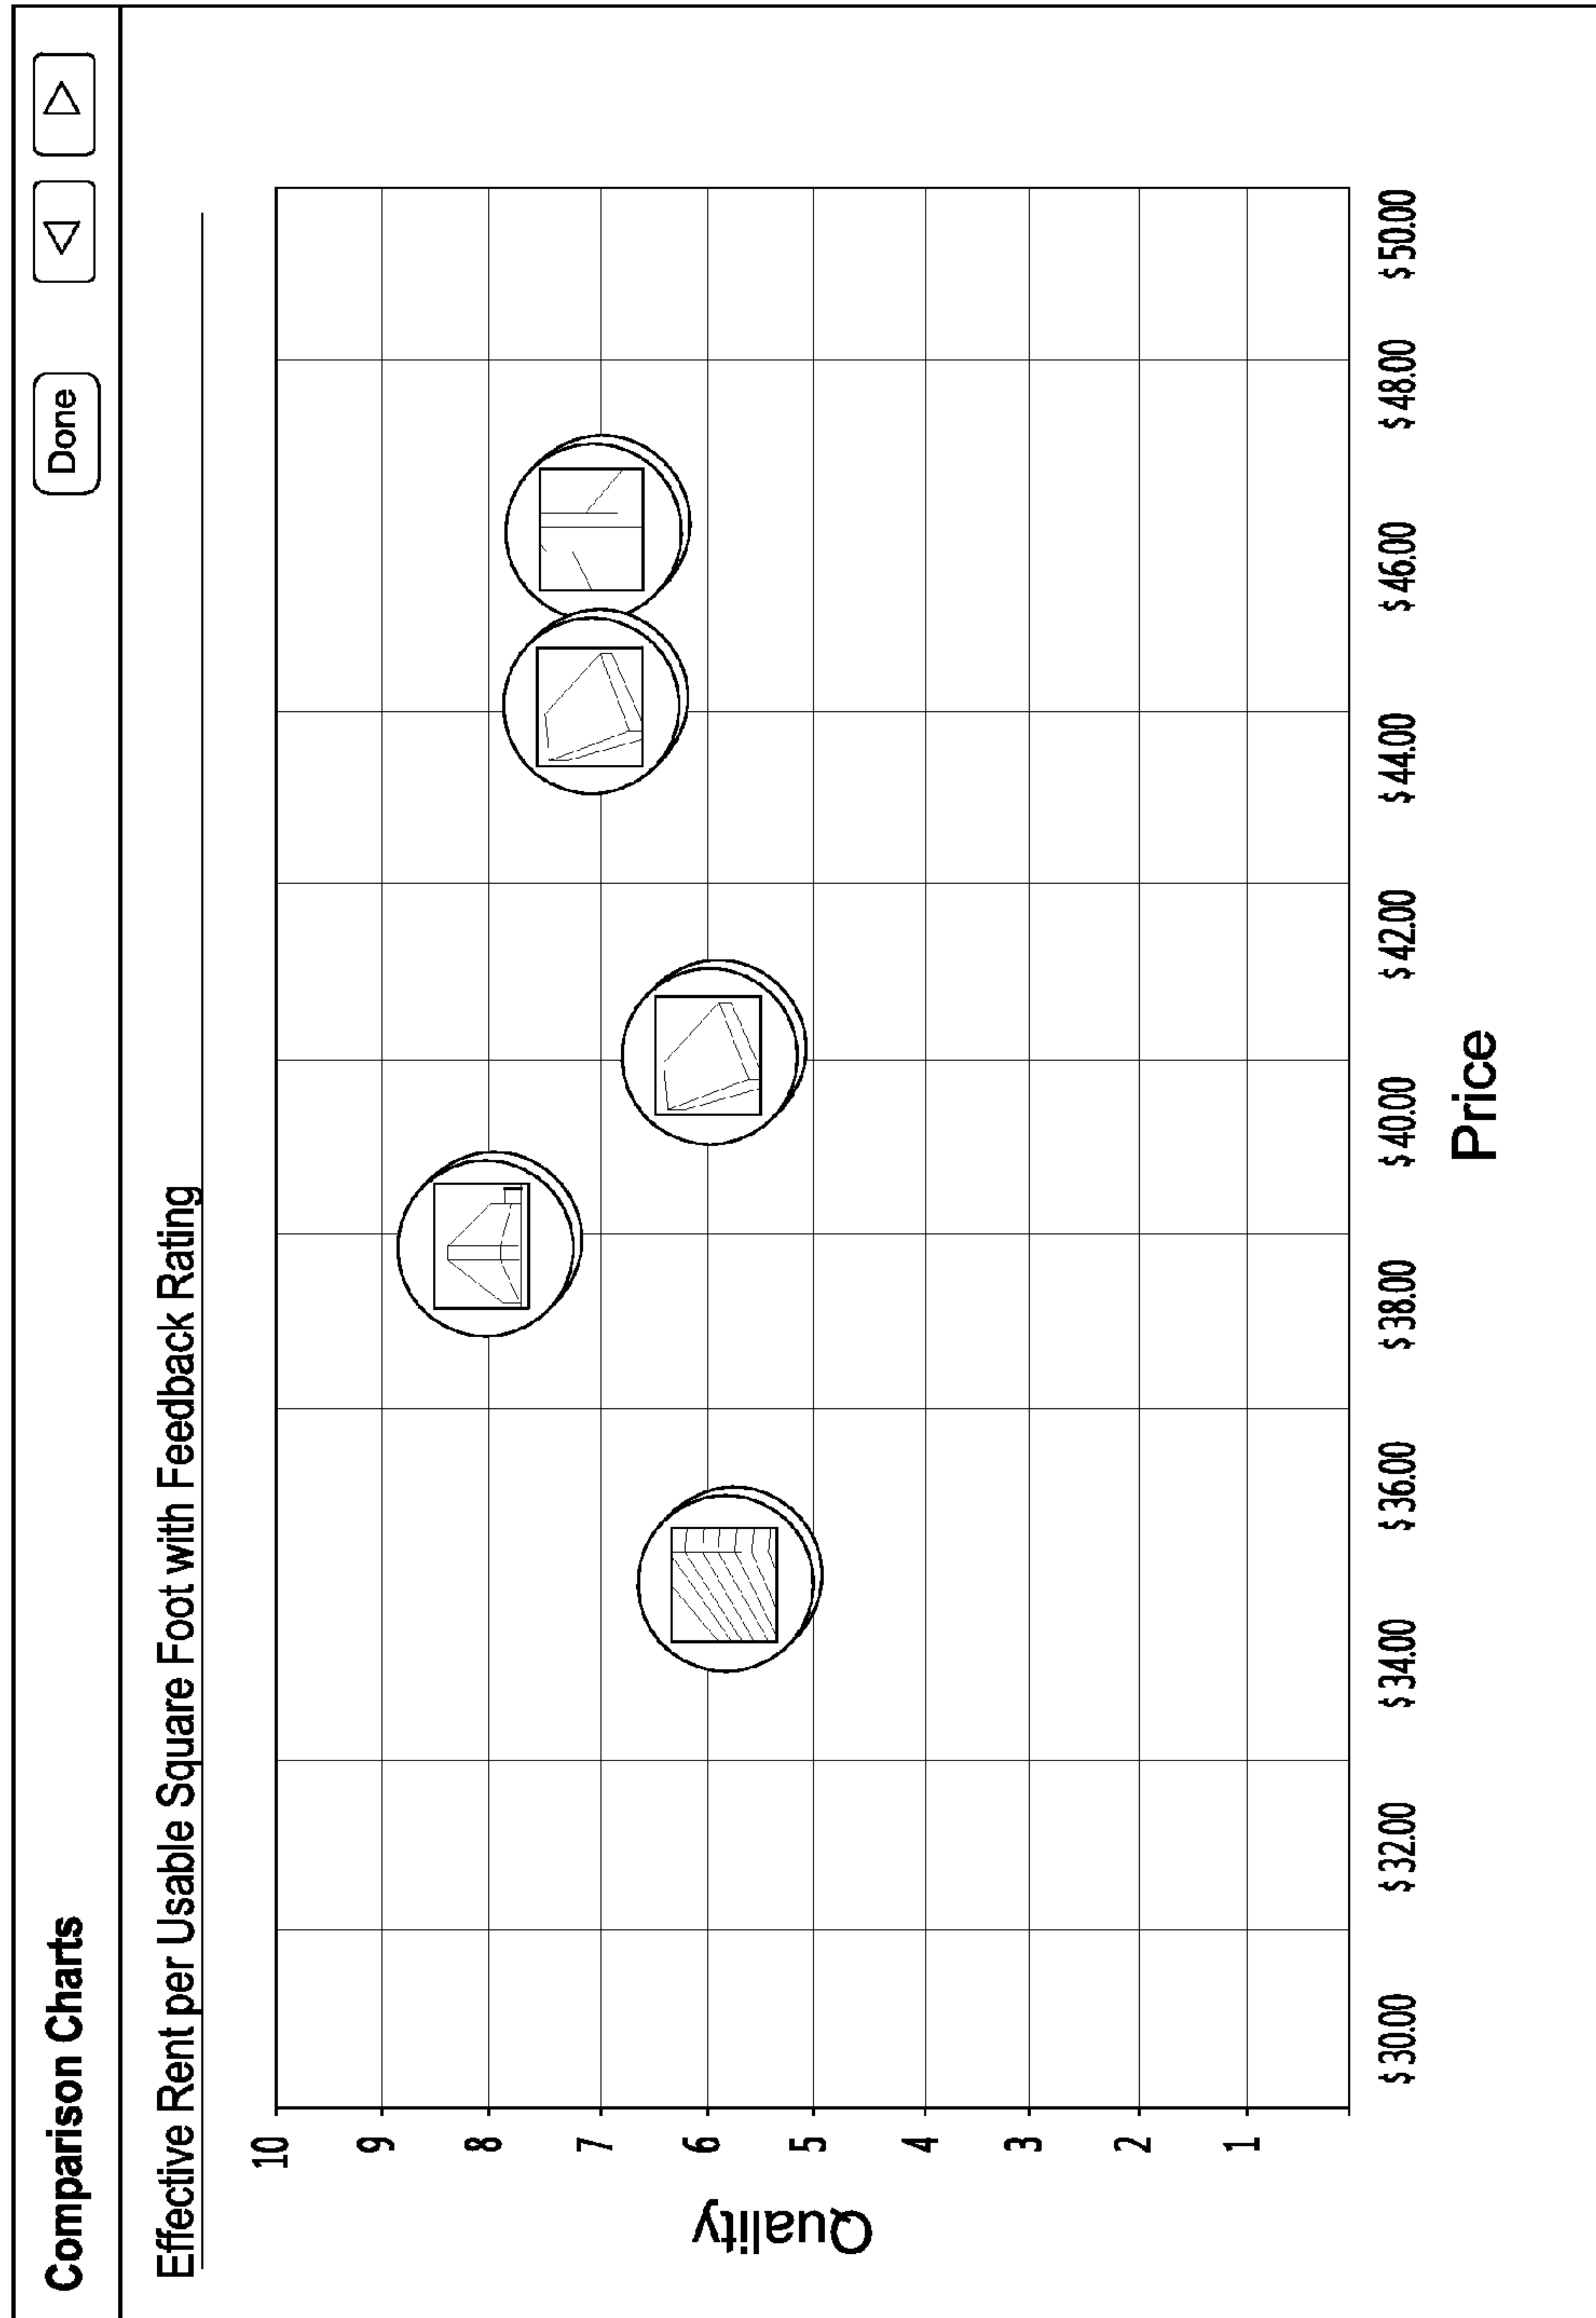 Comparison Charts
Done
Effective Rent per Usable Square Foot with Feedback Rating
Quality
10
9
8
7
6
5
4
3
2
1
$ 30.00 $ 32.00 $ 34.00 $ 36.00 $ 38.00 $ 40.00 $ 42.00 $ 44.00 $ 46.00 $ 48.00 $ 50.00
Price